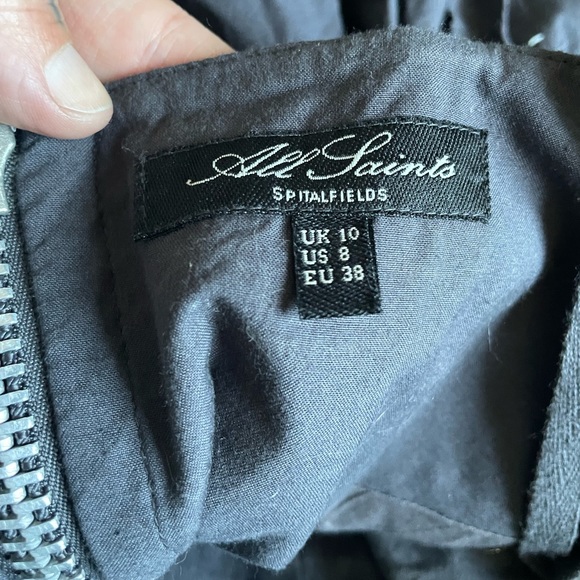 All Saints
SPITALFIELDS
UK 10
US 8
EU 38